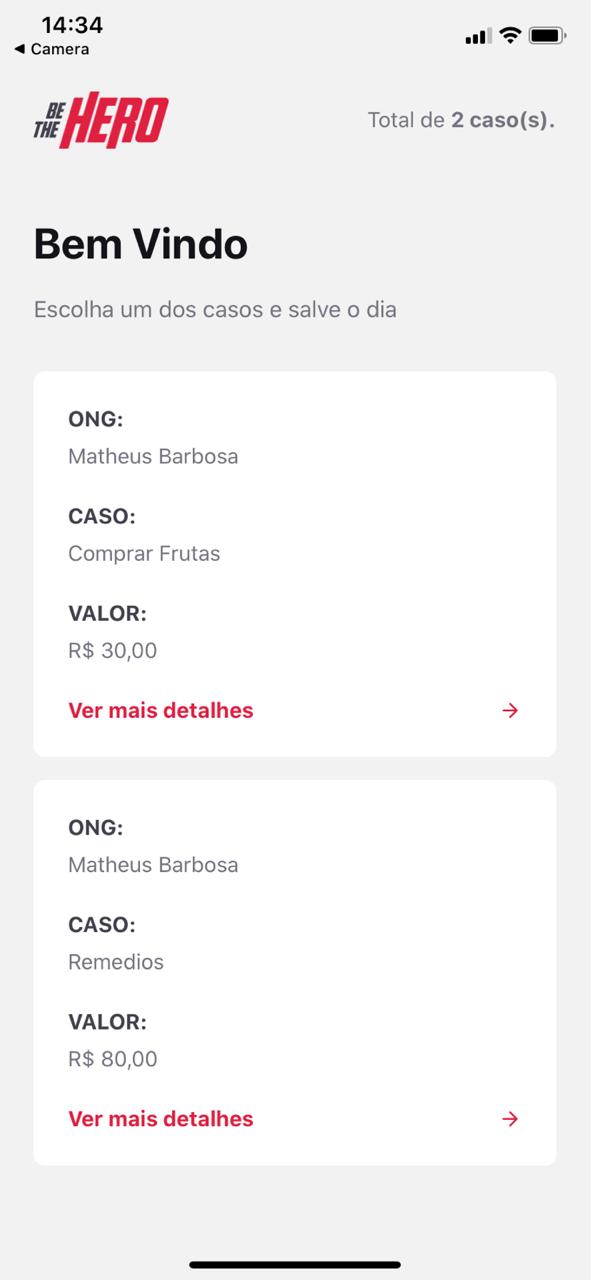 14:34
◀ Camera
BE THE HERO
Total de 2 caso(s).
Bem Vindo
Escolha um dos casos e salve o dia
ONG:
Matheus Barbosa
CASO:
Comprar Frutas
VALOR:
R$ 30,00
Ver mais detalhes →
ONG:
Matheus Barbosa
CASO:
Remedios
VALOR:
R$ 80,00
Ver mais detalhes →